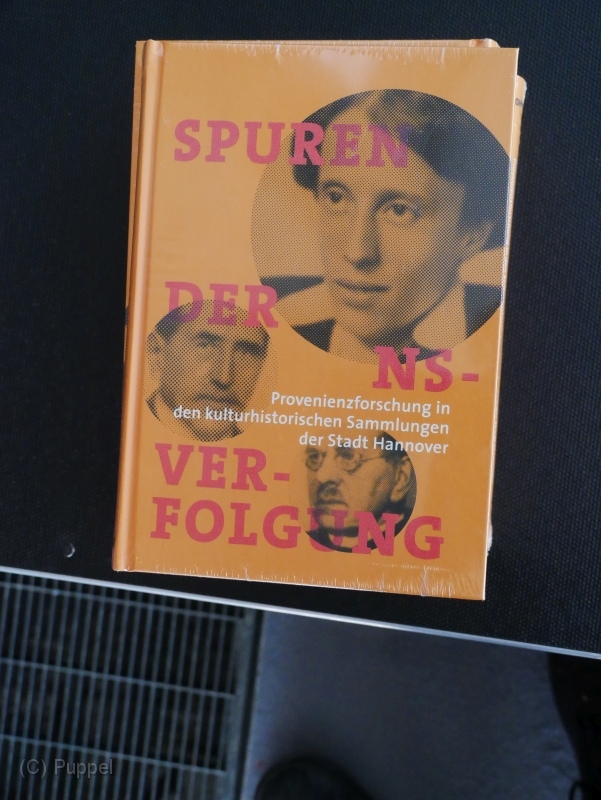 SPUREN
DER
NS-
Provenienzforschung in
den kulturhistorischen Sammlungen
der Stadt Hannover
VER-
FOLGUNG
(C) Puppel